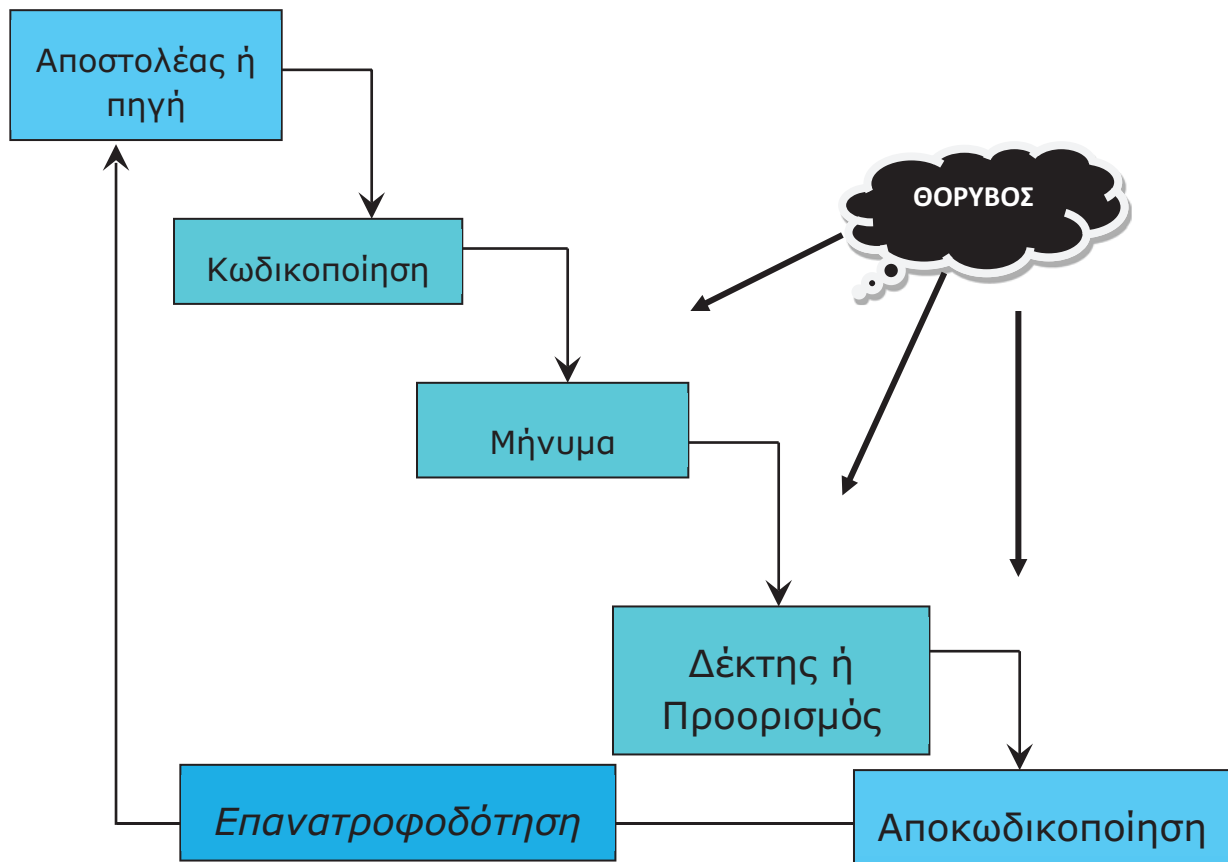 Αποστολέας ή
πηγή
ΘΟΡΥΒΟΣ
Κωδικοποίηση
Μήνυμα
Δέκτης ή
Προορισμός
Επανατροφοδότηση
Αποκωδικοποίηση